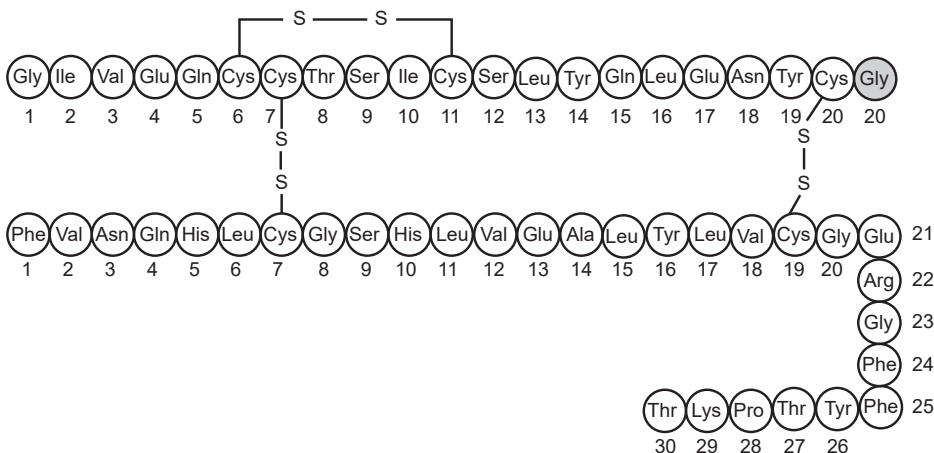 S S
Gly Ile Val Glu Gln Cys Cys Thr Ser Ile Cys Ser Leu Tyr Gln Leu Glu Asn Tyr Cys Gly
1 2 3 4 5 6 7 8 9 10 11 12 13 14 15 16 17 18 19 20 20
S S
S S
Phe Val Asn Gln His Leu Cys Gly Ser His Leu Val Glu Ala Leu Tyr Leu Val Cys Gly Glu 21
1 2 3 4 5 6 7 8 9 10 11 12 13 14 15 16 17 18 19 20
Arg 22
Gly 23
Phe 24
Thr Lys Pro Thr Tyr Phe 25
30 29 28 27 26